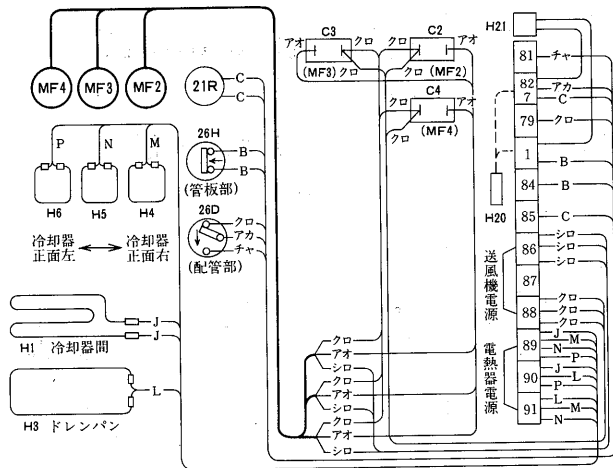 MF4
MF3
MF2
21R
C
C
P
N
M
H6
H5
H4
冷却器
正面左
冷却器
正面右
26H
B
B
(管板部)
26D
クロ
アカ
チャ
(配管部)
J
J
H1 冷却器間
L
H3 ドレンパン
C3
アオ
クロ
(MF3)
クロ
C2
クロ
アオ
(MF2)
C4
クロ
アオ
(MF4)
クロ
アオ
シロ
クロ
アオ
シロ
クロ
アオ
シロ
H21
H20
81
チャ
82
アカ
7
C
79
クロ
1
B
84
B
85
C
86
シロ
シロ
シロ
87
88
クロ
クロ
クロ
送風機電源
89
J
M
N
P
90
J
L
P
91
L
M
N
電熱器電源